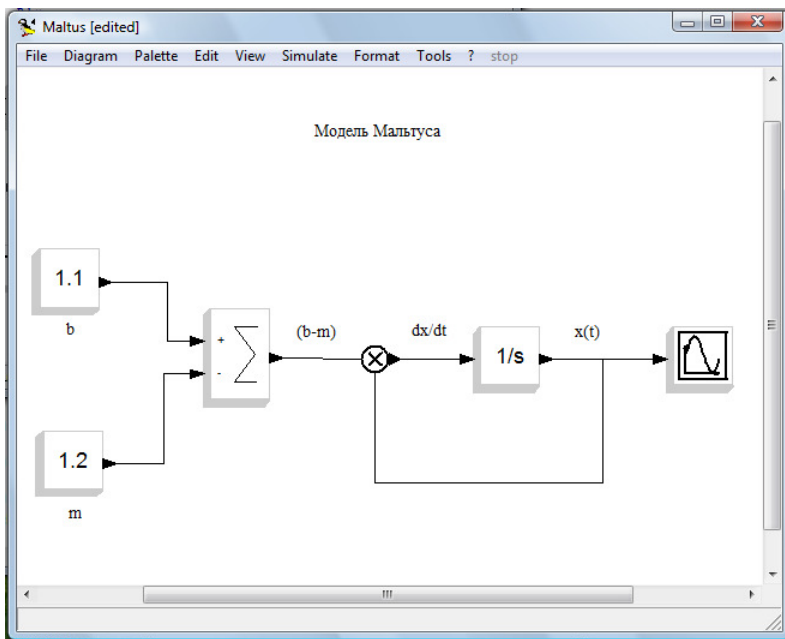 Maltus [edited]
File Diagram Palette Edit View Simulate Format Tools ? stop
Модель Мальтуса
1.1
b
+
-
(b-m)
dx/dt
1/s
x(t)
1.2
m